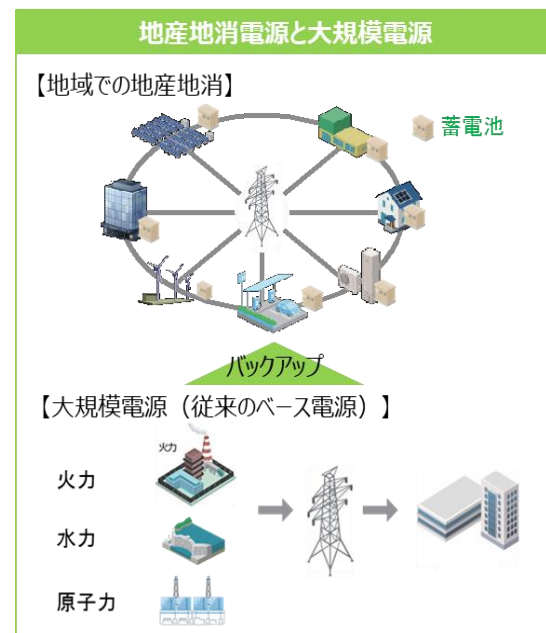 地産地消電源と大規模電源
【地域での地産地消】
蓄電池
バックアップ
【大規模電源（従来のベース電源）】
火力
火力
水力
原子力